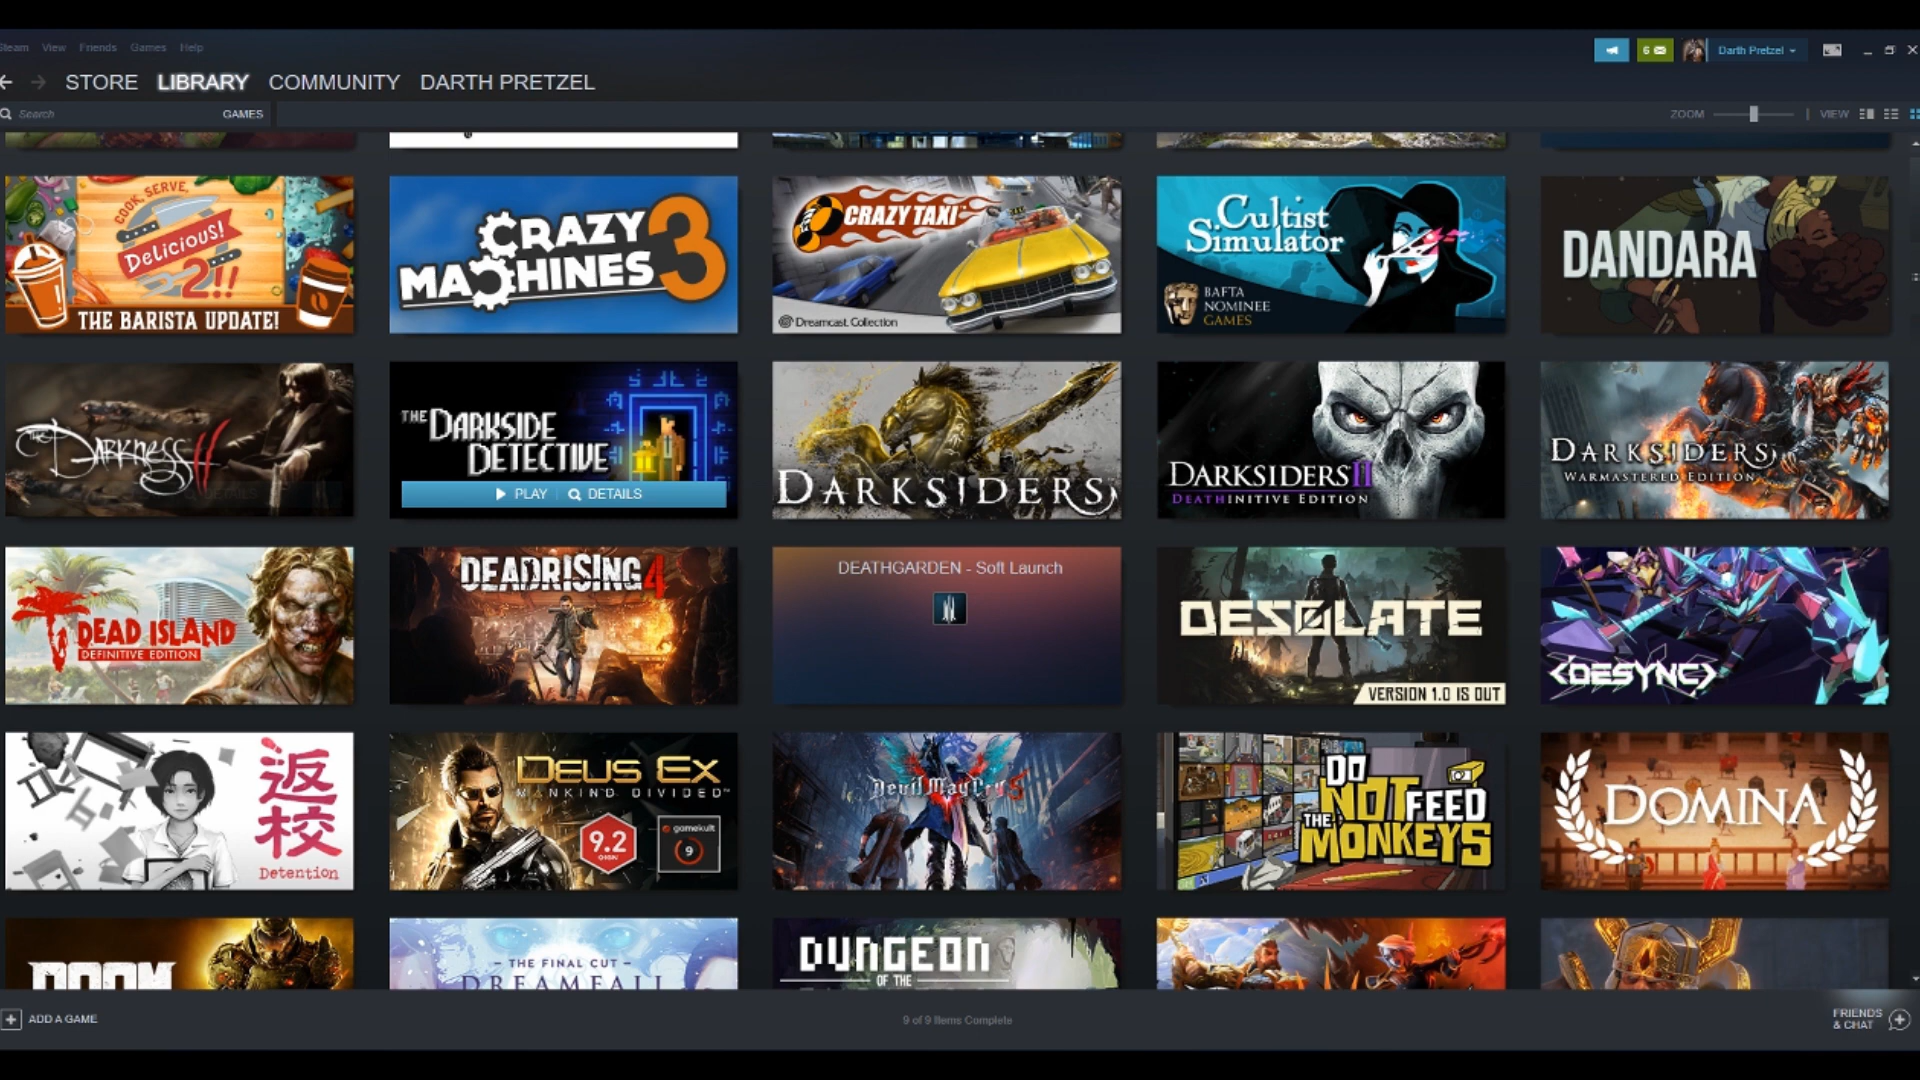 Steam View Friends Games Help
6
Darth Pretzel
STORE LIBRARY COMMUNITY DARTH PRETZEL
Search GAMES
ZOOM VIEW
COOK, SERVE,
Delicious!
2!!
THE BARISTA UPDATE!
CRAZY
MACHINES 3
CRAZY TAXI
Dreamcast. Collection
Cultist
Simulator
BAFTA
NOMINEE
GAMES
DANDARA
THE DARKNESS II
DETAILS
THE DARKSIDE
DETECTIVE
PLAY DETAILS
DARKSIDERS
DARKSIDERS II
DEATHINITIVE EDITION
DARKSIDERS
WARMASTERED EDITION
DEAD ISLAND
DEFINITIVE EDITION
DEADRISING 4
DEATHGARDEN - Soft Launch
DESOLATE
VERSION 1.0 IS OUT
<DESYNC>
返
校
Detention
DEUS EX
MANKIND DIVIDED™
9.2
gamekult
9
Devil May Cry 5
DO
NOT FEED
THE
MONKEYS
DOMINA
DOOM
- THE FINAL CUT -
DREAMFALL
DUNGEON
OF THE
ADD A GAME
9 of 9 Items Complete
FRIENDS
& CHAT